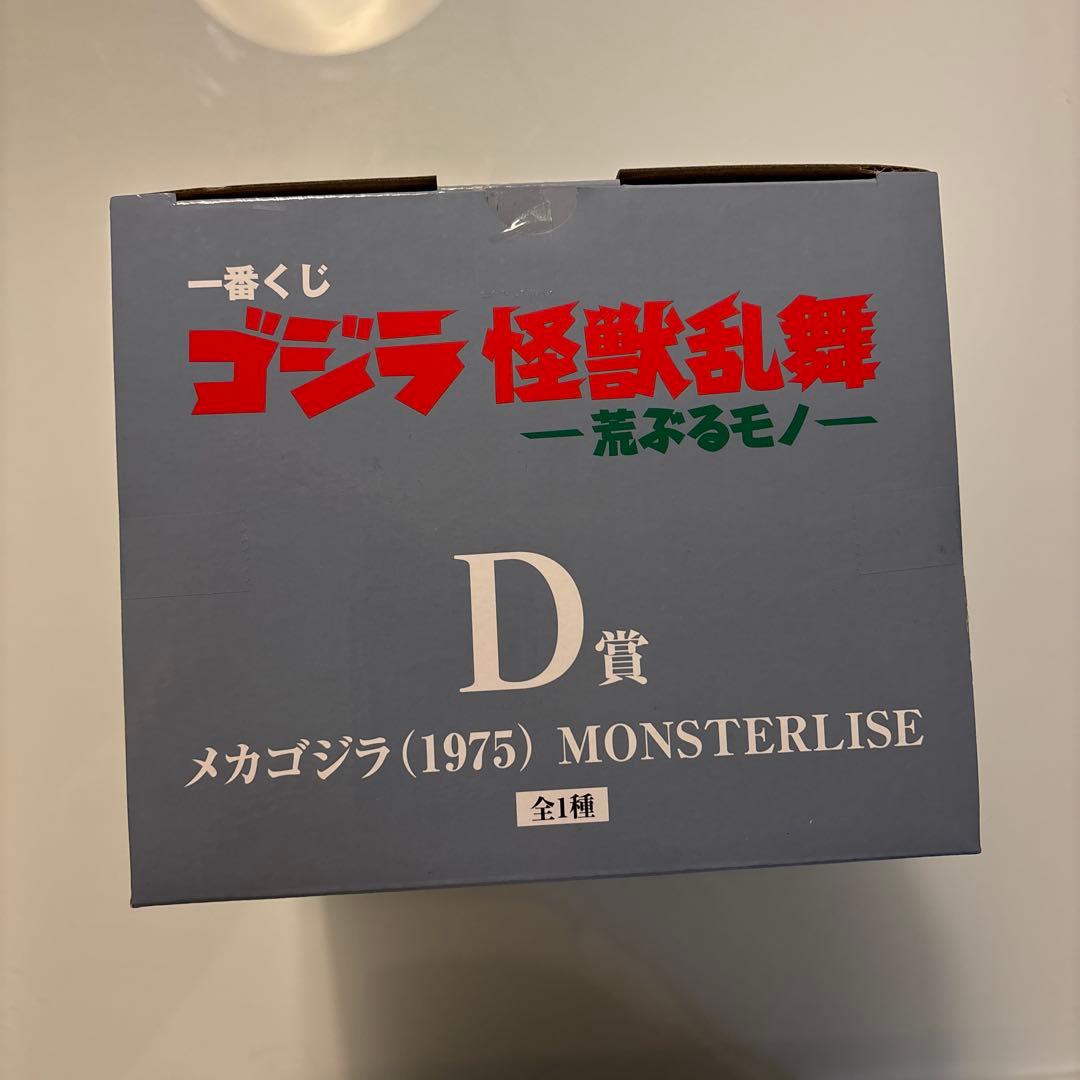 一番くじ
ゴジラ 怪獣乱舞
ー荒ぶるモノー
D賞
メカゴジラ(1975) MONSTERLISE
全1種